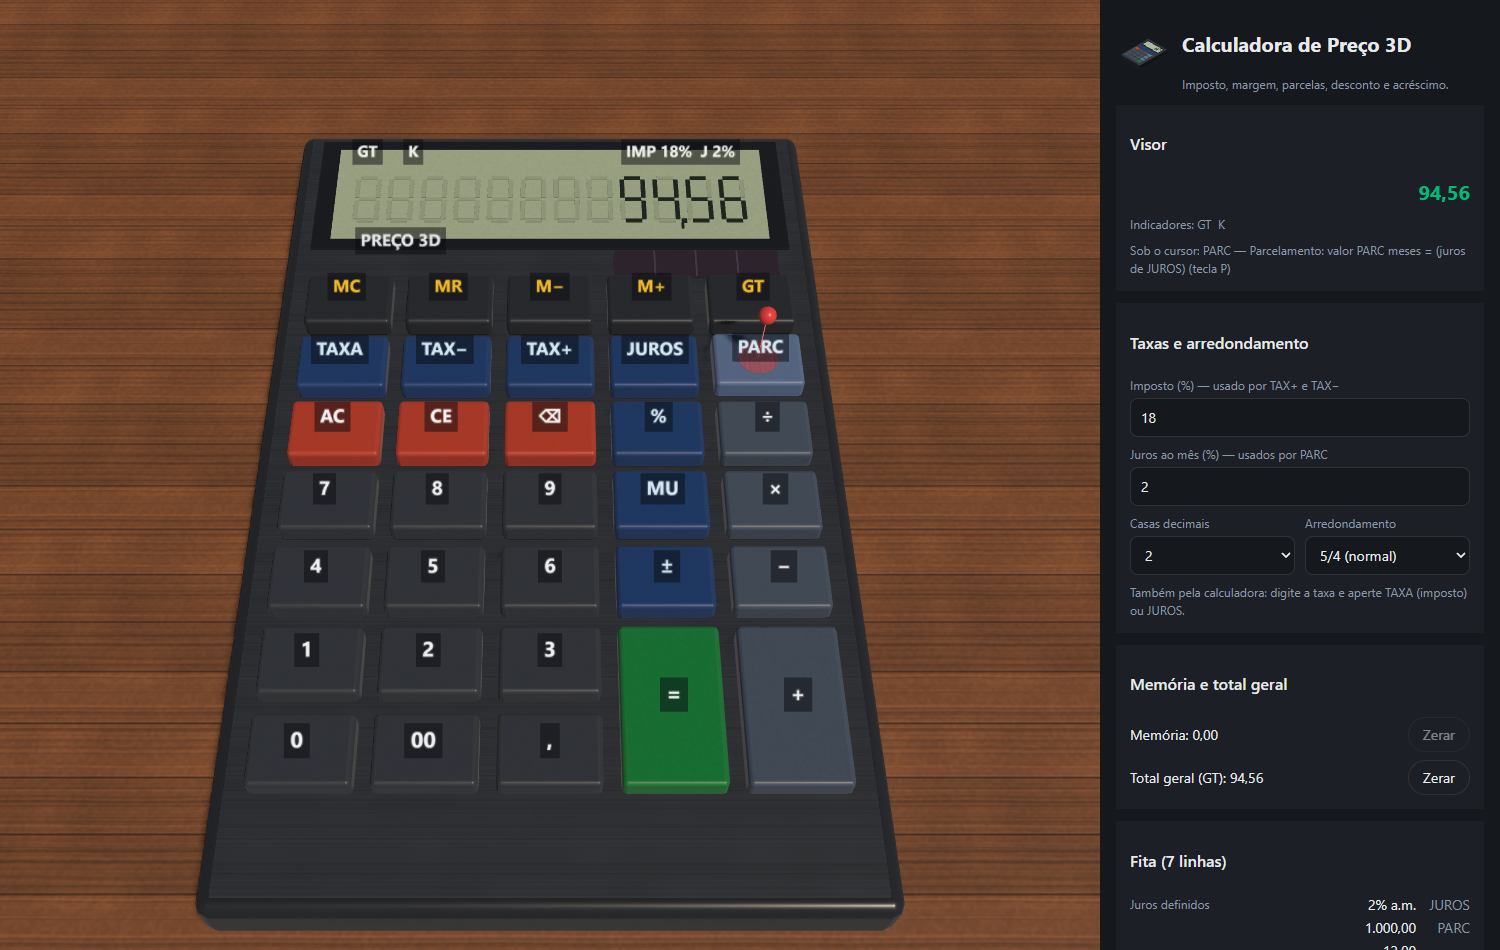 GT K IMP 18% J 2%
94,56
PREÇO 3D
MC MR M− M+ GT
TAXA TAX− TAX+ JUROS PARC
AC CE ⌫ % ÷
7 8 9 MU ×
4 5 6 ± −
1 2 3
= +
0 00 ,
Calculadora de Preço 3D
Imposto, margem, parcelas, desconto e acréscimo.
Visor
94,56
Indicadores: GT K
Sob o cursor: PARC — Parcelamento: valor PARC meses = (juros
de JUROS) (tecla P)
Taxas e arredondamento
Imposto (%) — usado por TAX+ e TAX−
18
Juros ao mês (%) — usados por PARC
2
Casas decimais Arredondamento
2 5/4 (normal)
Também pela calculadora: digite a taxa e aperte TAXA (imposto)
ou JUROS.
Memória e total geral
Memória: 0,00 Zerar
Total geral (GT): 94,56 Zerar
Fita (7 linhas)
Juros definidos 2% a.m. JUROS
1.000,00 PARC